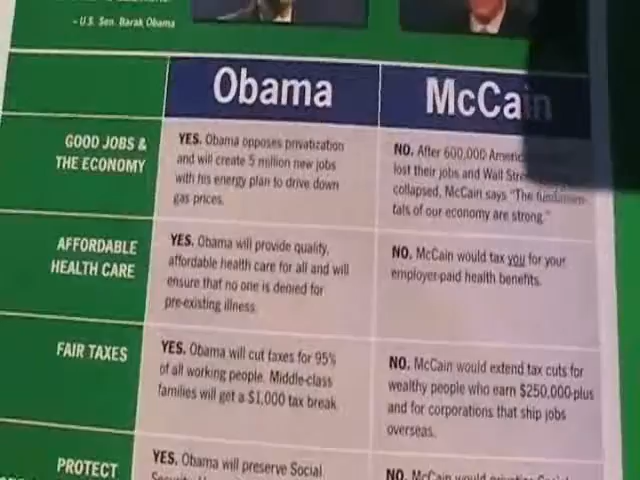 - U.S. Sen. Barak Obama
Obama
McCain
GOOD JOBS &
THE ECONOMY
YES. Obama opposes privatization
and will create 5 million new jobs
with his energy plan to drive down
gas prices.
NO. After 600,000
lost their jobs and Wall
collapsed, McCain says "The fundamen-
tals of our economy are strong."
AFFORDABLE
HEALTH CARE
YES. Obama will provide quality,
affordable health care for all and will
ensure that no one is denied for
pre-existing illness.
NO. McCain would tax you for your
employer-paid health benefits.
FAIR TAXES
YES. Obama will cut taxes for 95%
of all working people. Middle-class
families will get a $1,000 tax break.
NO. McCain would extend tax cuts for
wealthy people who earn $250,000-plus
and for corporations that ship jobs
overseas.
PROTECT
YES. Obama will preserve Social
NO. McCain would